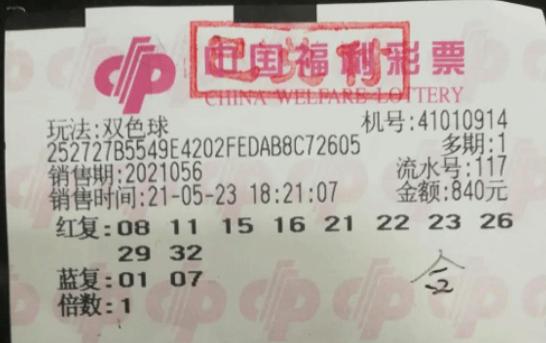 中国福利彩票
已兑付
CHINA WELFARE LOTTERY
玩法:双色球 机号:41010914
252727B5549E4202FEDAB8C72605 多期:1
销售期:2021056 流水号:117
销售时间:21-05-23 18:21:07 金额:840元
红复:08 11 15 16 21 22 23 26
29 32
蓝复:01 07
倍数:1